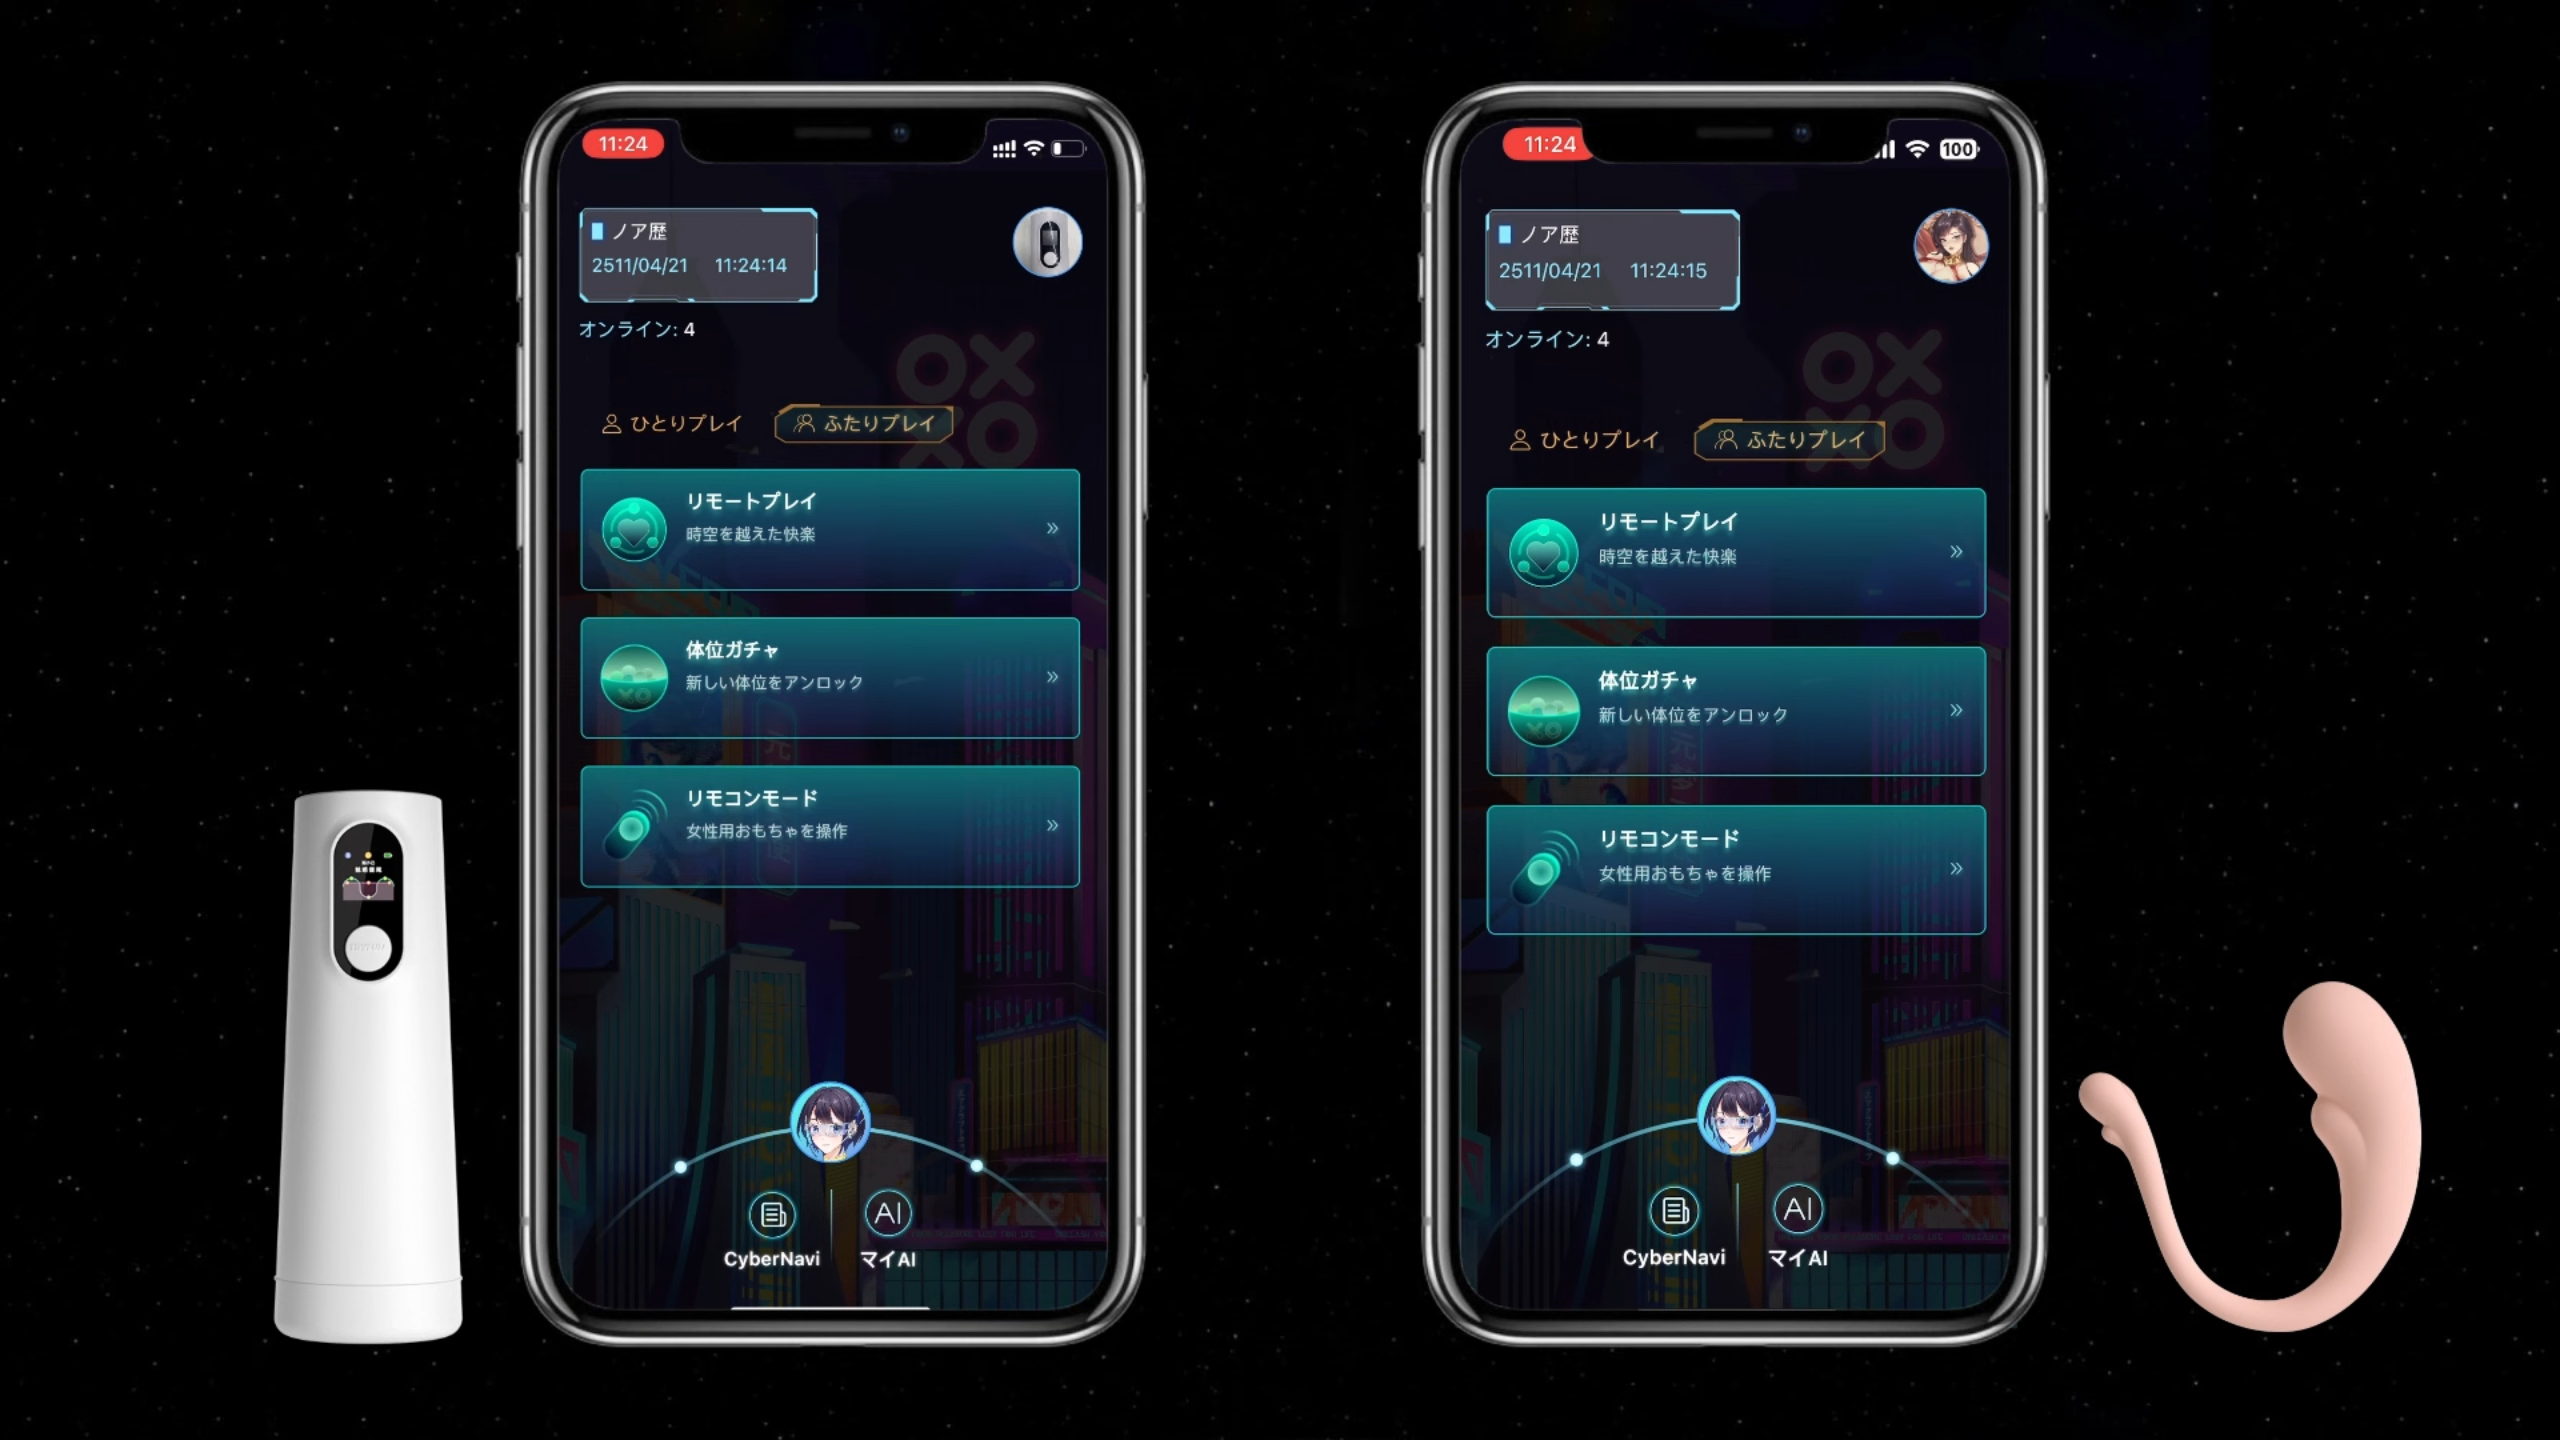 11:24
ノア歴
2511/04/21 11:24:14
オンライン: 4
OX
XO
ひとりプレイ ふたりプレイ
リモートプレイ
時空を越えた快楽
体位ガチャ
新しい体位をアンロック
XO
リモコンモード
女性用おもちゃを操作
CyberNavi マイAI
AI
11:24
100
ノア歴
2511/04/21 11:24:15
オンライン: 4
OX
XO
ひとりプレイ ふたりプレイ
リモートプレイ
時空を越えた快楽
体位ガチャ
新しい体位をアンロック
XO
リモコンモード
女性用おもちゃを操作
AI
CyberNavi マイAI